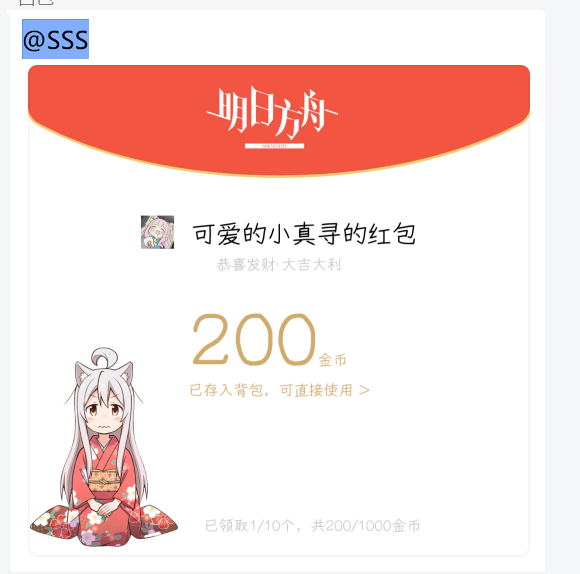 @SSS
明日方舟
可爱的小真寻的红包
恭喜发财·大吉大利
200金币
已存入背包，可直接使用 >
已领取1/10个，共200/1000金币